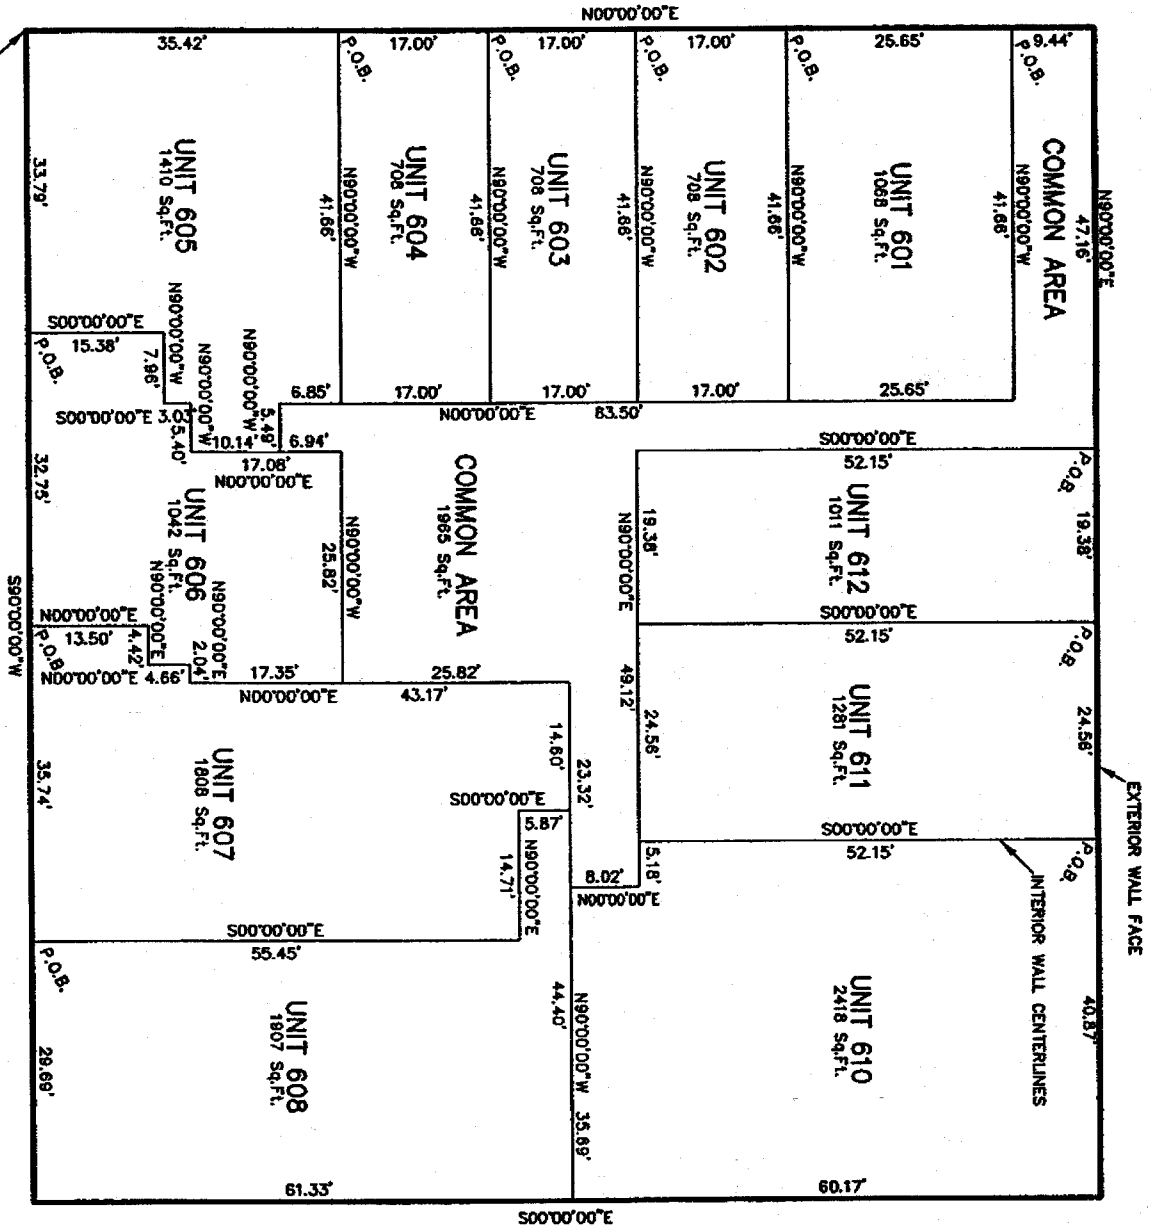 N00°00'00"E
35.42'
P.O.B.
17.00'
17.00'
P.O.B.
17.00'
P.O.B.
25.65'
P.O.B.
9.44'
COMMON AREA
N90°00'00"E
47.16'
N90°00'00"W
41.66'
UNIT 601
1068 Sq.Ft.
N90°00'00"W
41.66'
UNIT 602
708 Sq.Ft.
N90°00'00"W
41.66'
UNIT 603
708 Sq.Ft.
N90°00'00"W
41.66'
UNIT 604
708 Sq.Ft.
N90°00'00"W
41.66'
UNIT 605
1410 Sq.Ft.
33.79'
S00°00'00"E
15.38'
P.O.B.
N90°00'00"W
7.96'
S00°00'00"E 3.03'
N90°00'00"W
5.40'
N90°00'00"W
5.49'
10.14'
6.94'
17.08'
N00°00'00"E
6.85'
17.00'
17.00'
17.00'
25.65'
N00°00'00"E
83.50'
S00°00'00"E
52.15'
P.O.B.
COMMON AREA
1965 Sq.Ft.
UNIT 612
1011 Sq.Ft.
19.38'
19.38'
N90°00'00"E
S00°00'00"E
52.15'
P.O.B.
32.75'
UNIT 606
1042 Sq.Ft.
N90°00'00"W
25.82'
N90°00'00"E
2.04'
N90°00'00"E
4.42'
N00°00'00"E
13.50'
P.O.B.
N00°00'00"E 4.66'
17.35'
N00°00'00"E
25.82'
43.17'
S90°00'00"W
49.12'
24.56'
UNIT 611
1281 Sq.Ft.
24.56'
EXTERIOR WALL FACE
14.60'
23.32'
S00°00'00"E
5.87'
N90°00'00"E
14.71'
UNIT 607
1808 Sq.Ft.
35.74'
S00°00'00"E
52.15'
P.O.B.
INTERIOR WALL CENTERLINES
5.18'
8.02'
N00°00'00"E
S00°00'00"E
55.45'
P.O.B.
44.40'
N90°00'00"W
35.69'
UNIT 610
2418 Sq.Ft.
40.87'
UNIT 608
1907 Sq.Ft.
29.69'
61.33'
60.17'
S00°00'00"E